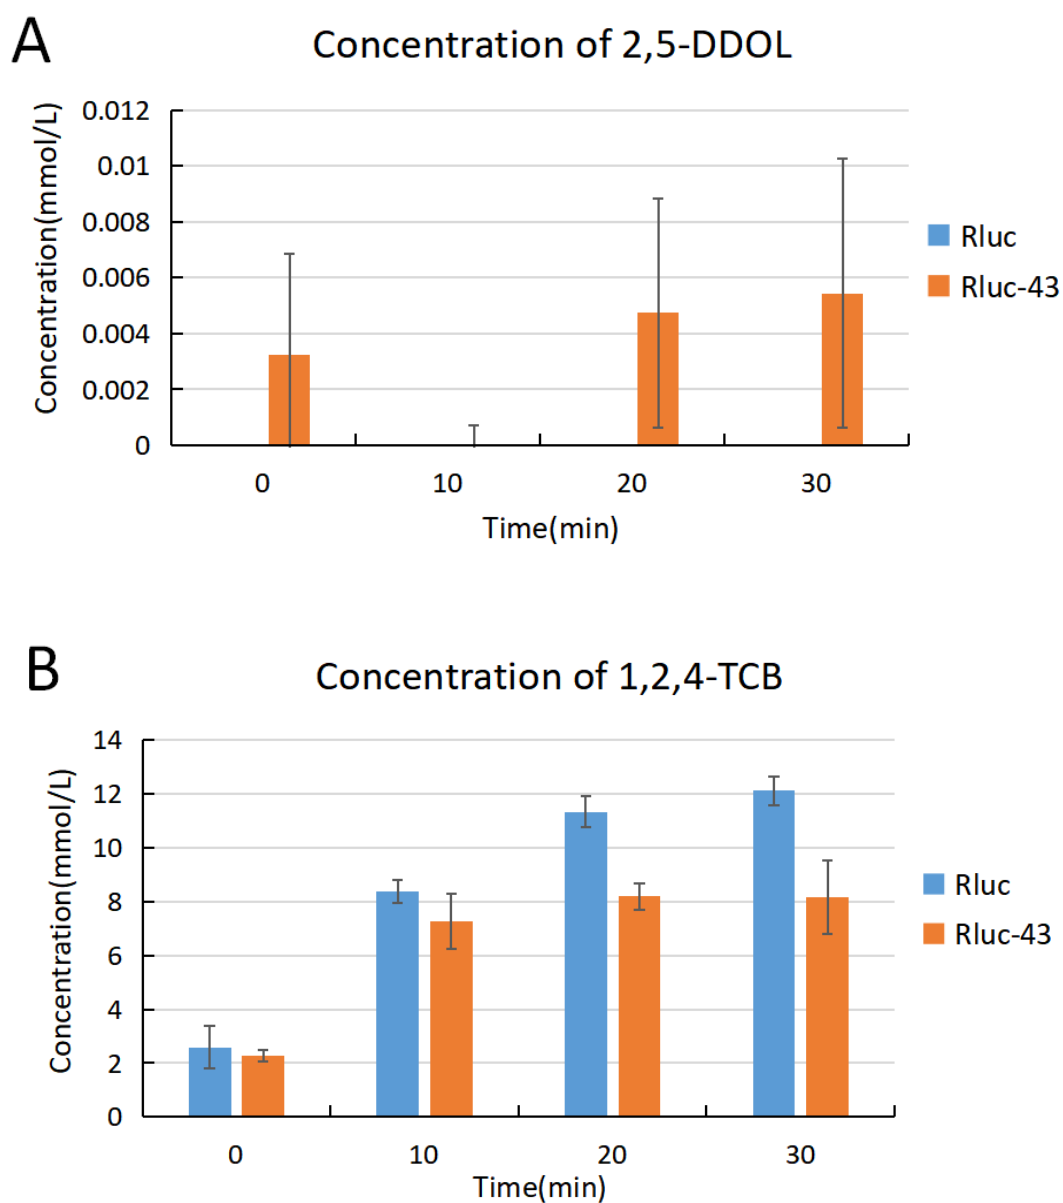 A
Concentration of 2,5-DDOL
Concentration(mmol/L)
0.012
0.01
0.008
0.006
0.004
0.002
0
0 10 20 30
Time(min)
Rluc
Rluc-43
B
Concentration of 1,2,4-TCB
Concentration(mmol/L)
14
12
10
8
6
4
2
0
0 10 20 30
Time(min)
Rluc
Rluc-43